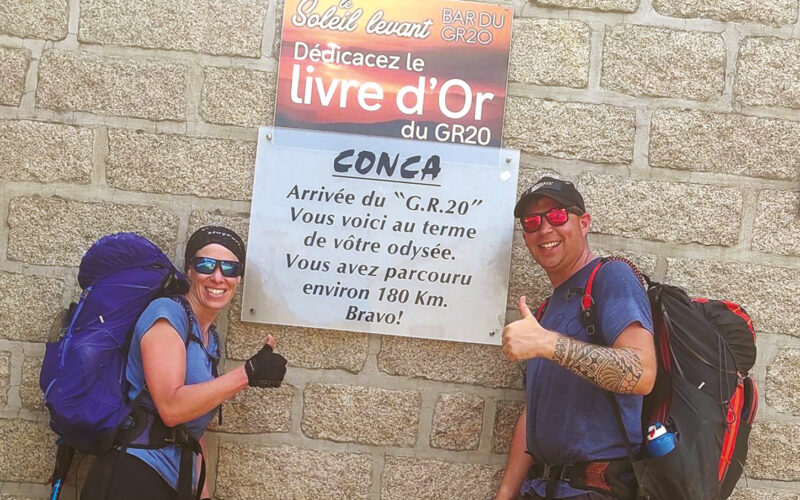 le
Soleil levant
BAR DU
GR20
Dédicacez le
livre d'Or
du GR20
CONCA
Arrivée du "G.R.20"
Vous voici au terme
de vôtre odysée.
Vous avez parcouru
environ 180 Km.
Bravo!